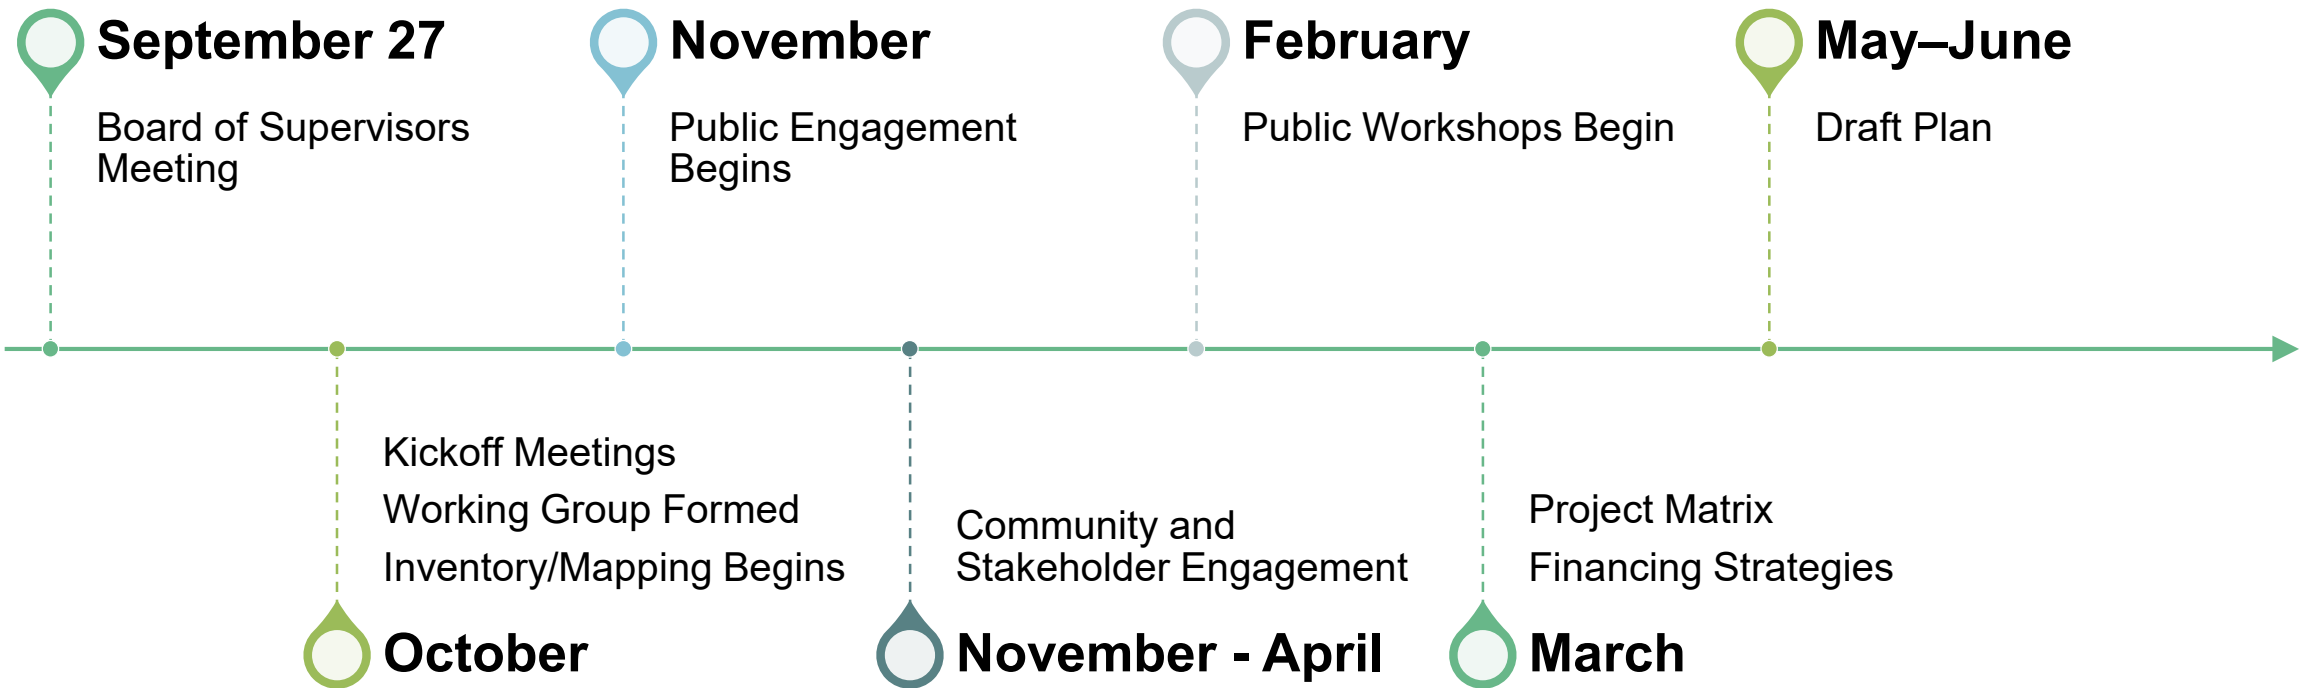 September 27
Board of Supervisors
Meeting
October
Kickoff Meetings
Working Group Formed
Inventory/Mapping Begins
November
Public Engagement
Begins
November - April
Community and
Stakeholder Engagement
February
Public Workshops Begin
March
Project Matrix
Financing Strategies
May–June
Draft Plan